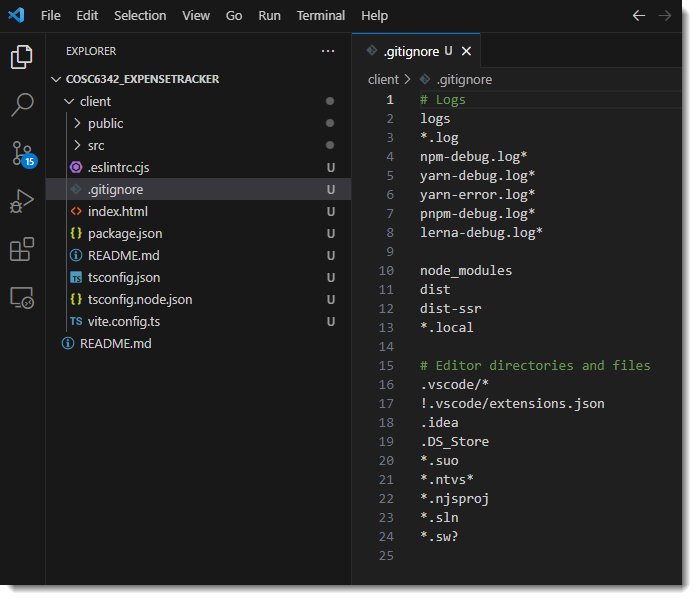 File Edit Selection View Go Run Terminal Help
EXPLORER
COSC6342_EXPENSETRACKER
client
public
src
.eslintrc.cjs U
.gitignore U
index.html U
{} package.json U
README.md U
TS tsconfig.json U
{} tsconfig.node.json U
TS vite.config.ts U
README.md
15
.gitignore U
client > .gitignore
1 # Logs
2 logs
3 *.log
4 npm-debug.log*
5 yarn-debug.log*
6 yarn-error.log*
7 pnpm-debug.log*
8 lerna-debug.log*
9
10 node_modules
11 dist
12 dist-ssr
13 *.local
14
15 # Editor directories and files
16 .vscode/*
17 !.vscode/extensions.json
18 .idea
19 .DS_Store
20 *.suo
21 *.ntvs*
22 *.njsproj
23 *.sln
24 *.sw?
25